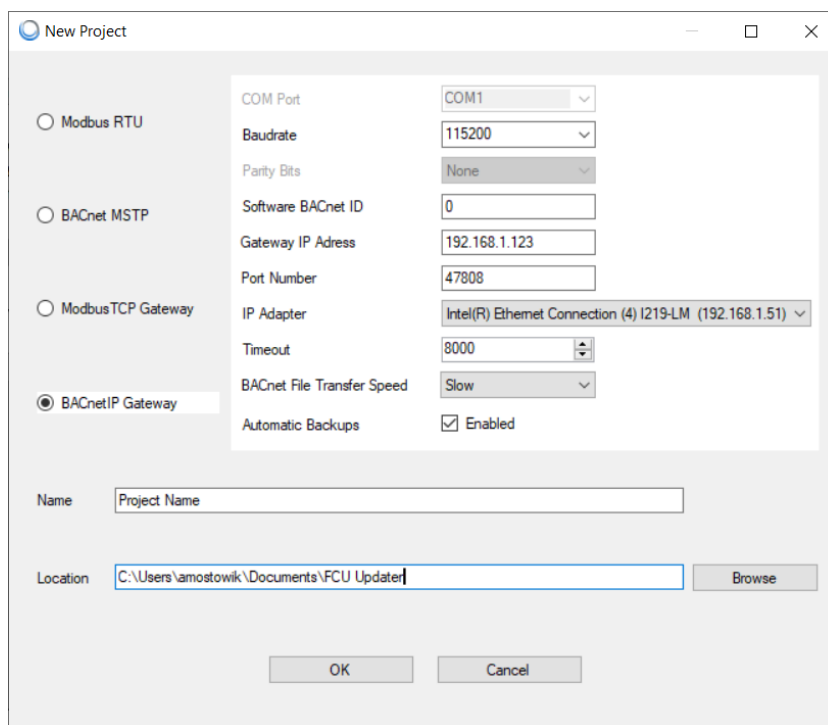 New Project
Modbus RTU
BACnet MSTP
ModbusTCP Gateway
BACnetIP Gateway
COM Port COM1
Baudrate 115200
Parity Bits None
Software BACnet ID 0
Gateway IP Adress 192.168.1.123
Port Number 47808
IP Adapter Intel(R) Ethernet Connection (4) I219-LM (192.168.1.51)
Timeout 8000
BACnet File Transfer Speed Slow
Automatic Backups Enabled
Name Project Name
Location C:\Users\amostowik\Documents\FCU Updater Browse
OK Cancel